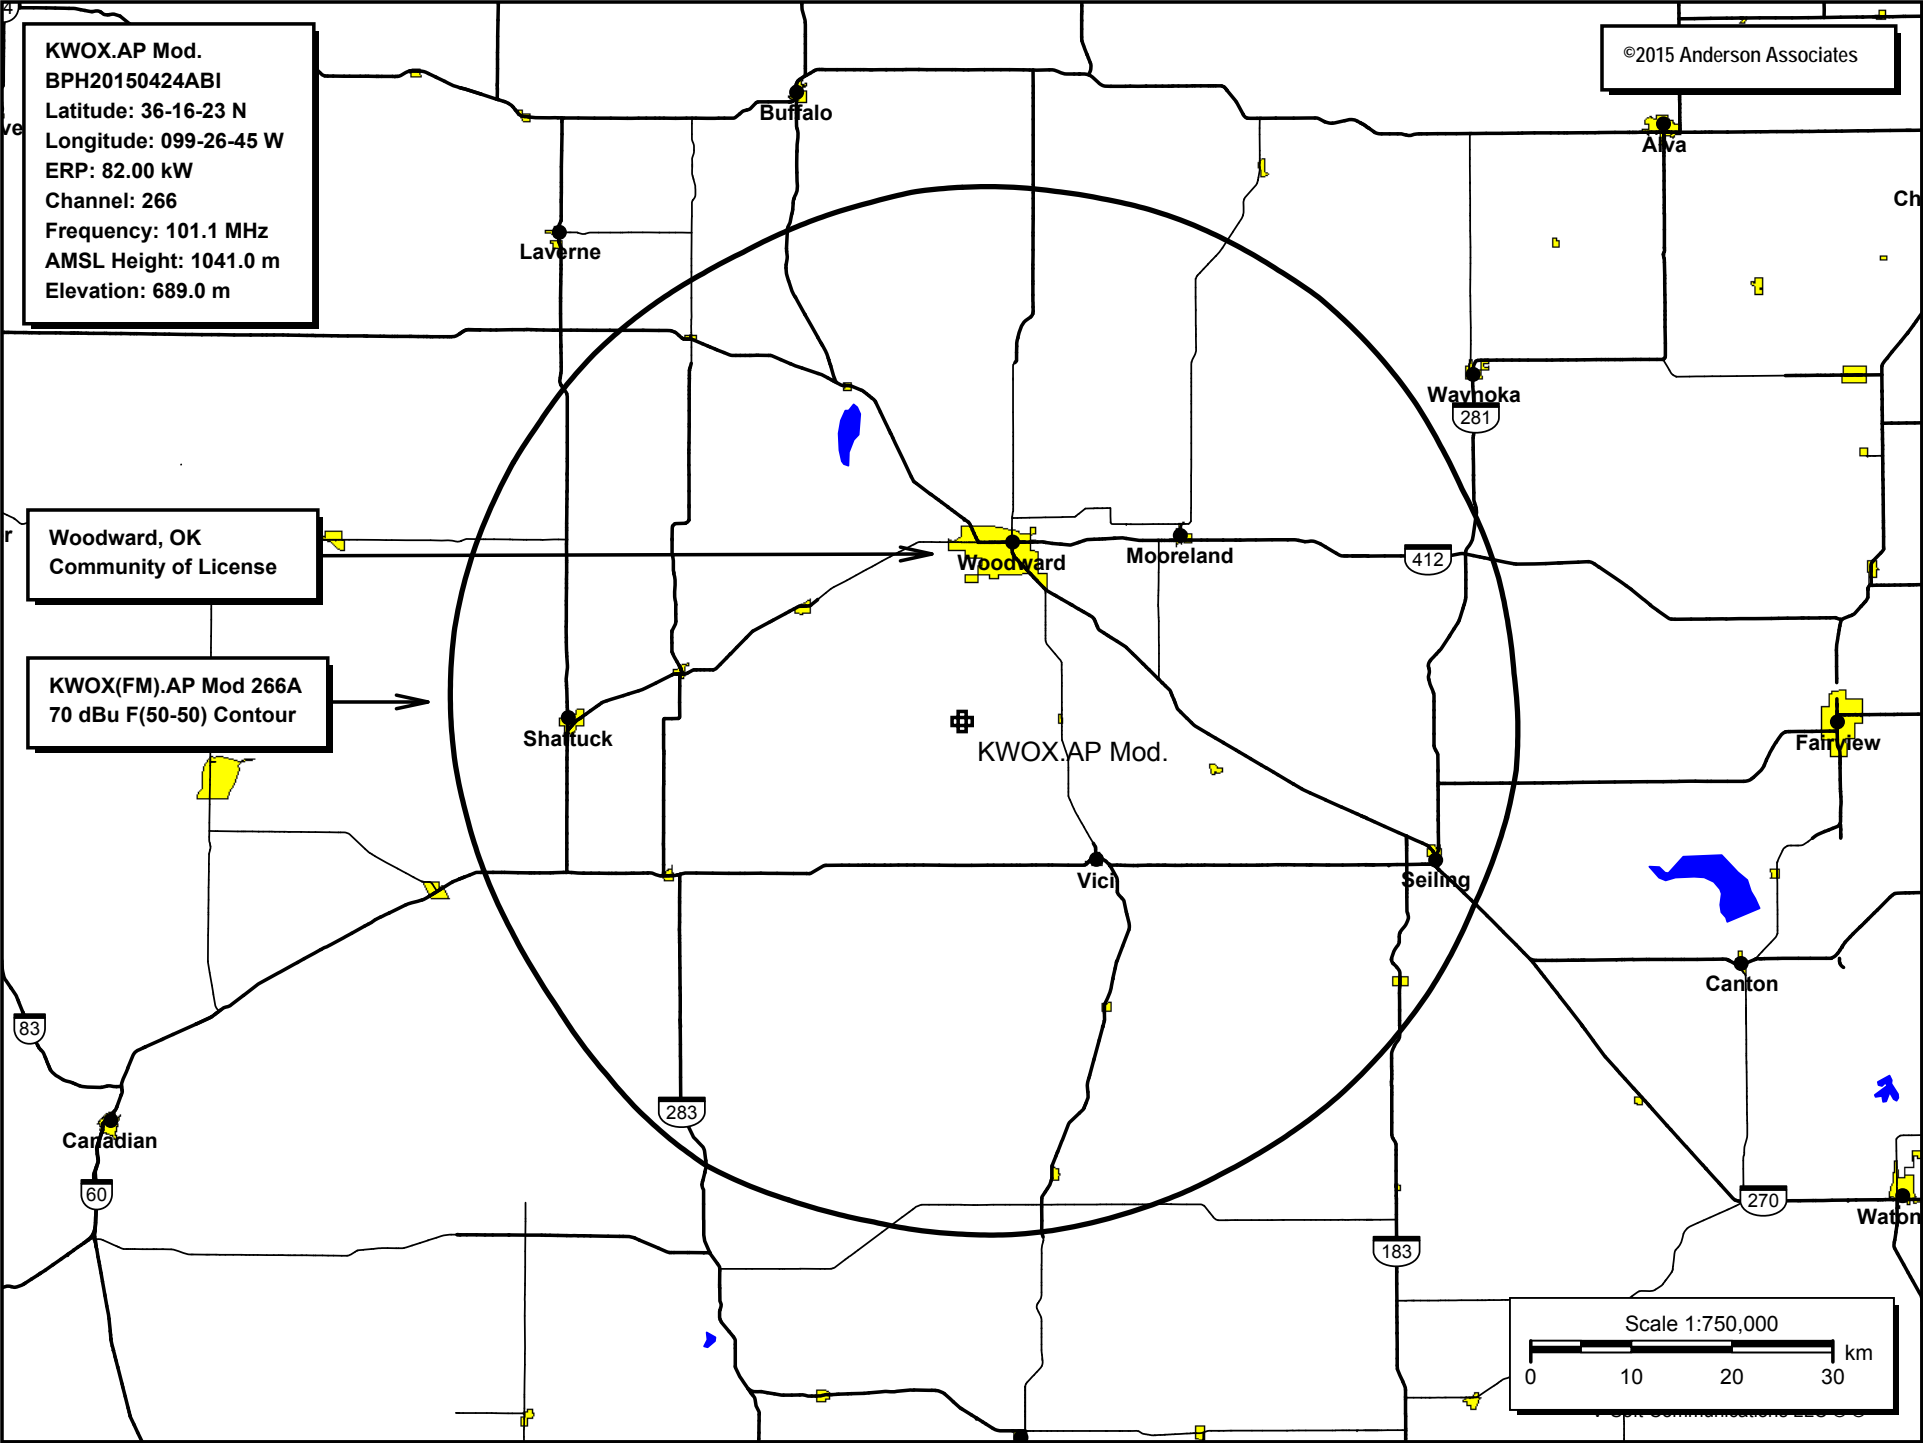 4
KWOX.AP Mod.
BPH20150424ABI
Latitude: 36-16-23 N
Longitude: 099-26-45 W
ERP: 82.00 kW
Channel: 266
Frequency: 101.1 MHz
AMSL Height: 1041.0 m
Elevation: 689.0 m
©2015 Anderson Associates
Buffalo
Alva
ve
Ch
Laverne
Waynoka
281
r
Woodward, OK
Community of License
Woodward
Mooreland
412
KWOX(FM).AP Mod 266A
70 dBu F(50-50) Contour
Shattuck
KWOX.AP Mod.
Fairview
Vici
Seiling
Canton
83
283
Canadian
60
270
Waton
183
Scale 1:750,000
km
0 10 20 30